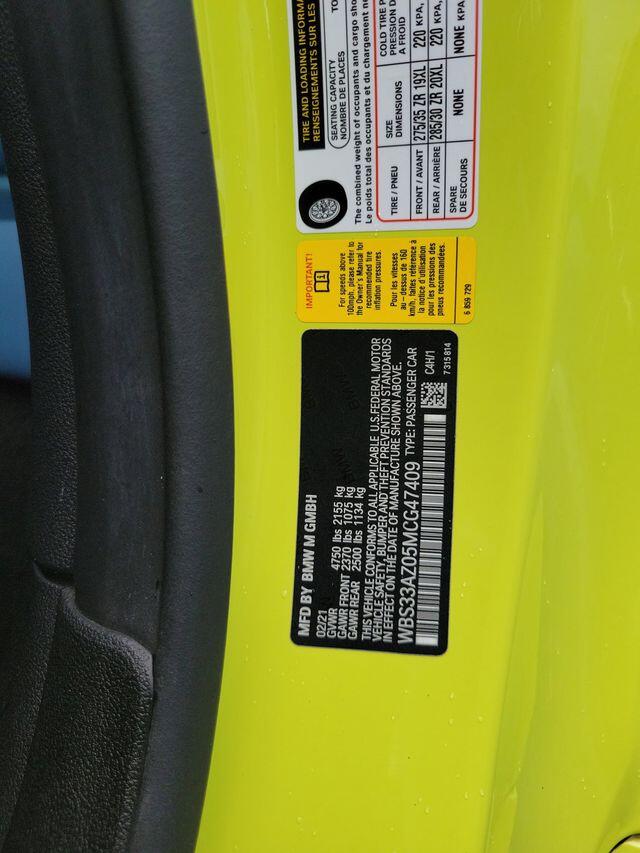 TIRE AND LOADING INFORMA
RENSEIGNEMENTS SUR LES
SEATING CAPACITY
NOMBRE DE PLACES
TO
The combined weight of occupants and cargo sho
Le poids total des occupants et du chargement ne
TIRE / PNEU
SIZE
DIMENSIONS
COLD TIRE P
PRESSION D
A FROID
FRONT / AVANT 275/35 ZR 19XL 220 KPA,
REAR / ARRIÈRE 285/30 ZR 20XL 220 KPA,
SPARE
DE SECOURS
NONE NONE KPA,
IMPORTANT!
i
For speeds above
100mph, please refer to
the Owner's Manual for
recommended tire
inflation pressures.
Pour les vitesses
au - dessus de 160
km/h, faites référence à
la notice d'utilisation
pour les pressions des
pneus recommandées.
6 859 729
MFD BY BMW M GMBH
02/21
GVWR 4750 lbs 2155 kg
GAWR FRONT 2370 lbs 1075 kg
GAWR REAR 2500 lbs 1134 kg
THIS VEHICLE CONFORMS TO ALL APPLICABLE U.S.FEDERAL MOTOR
VEHICLE SAFETY, BUMPER AND THEFT PREVENTION STANDARDS
IN EFFECT ON THE DATE OF MANUFACTURE SHOWN ABOVE.
WBS33AZ05MCG47409 TYPE: PASSENGER CAR
C4H/1
7 315 814